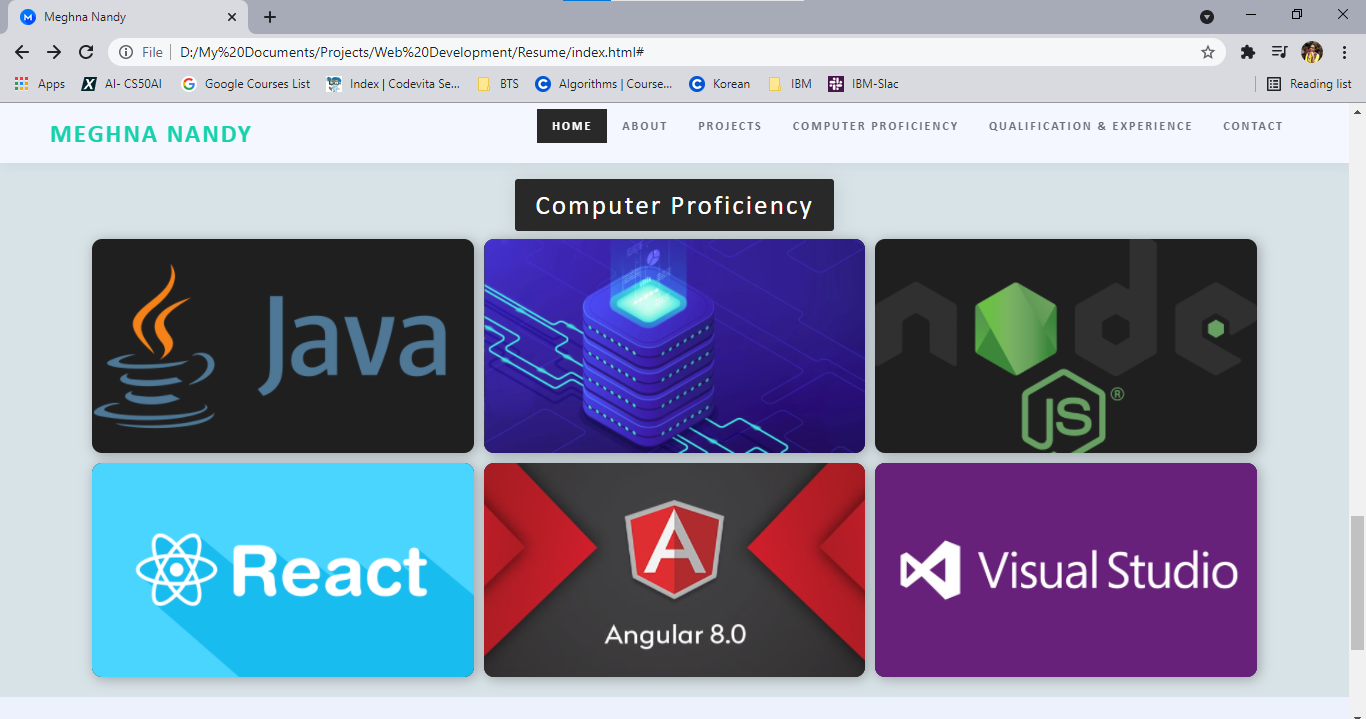 Meghna Nandy
File
D:/My%20Documents/Projects/Web%20Development/Resume/index.html#
Apps
AI- CS50AI
Google Courses List
Index | Codevita Se...
BTS
Algorithms | Course...
Korean
IBM
IBM-Slac
Reading list
MEGHNA NANDY
HOME
ABOUT
PROJECTS
COMPUTER PROFICIENCY
QUALIFICATION & EXPERIENCE
CONTACT
Computer Proficiency
Java
node
JS®
React
Angular 8.0
Visual Studio